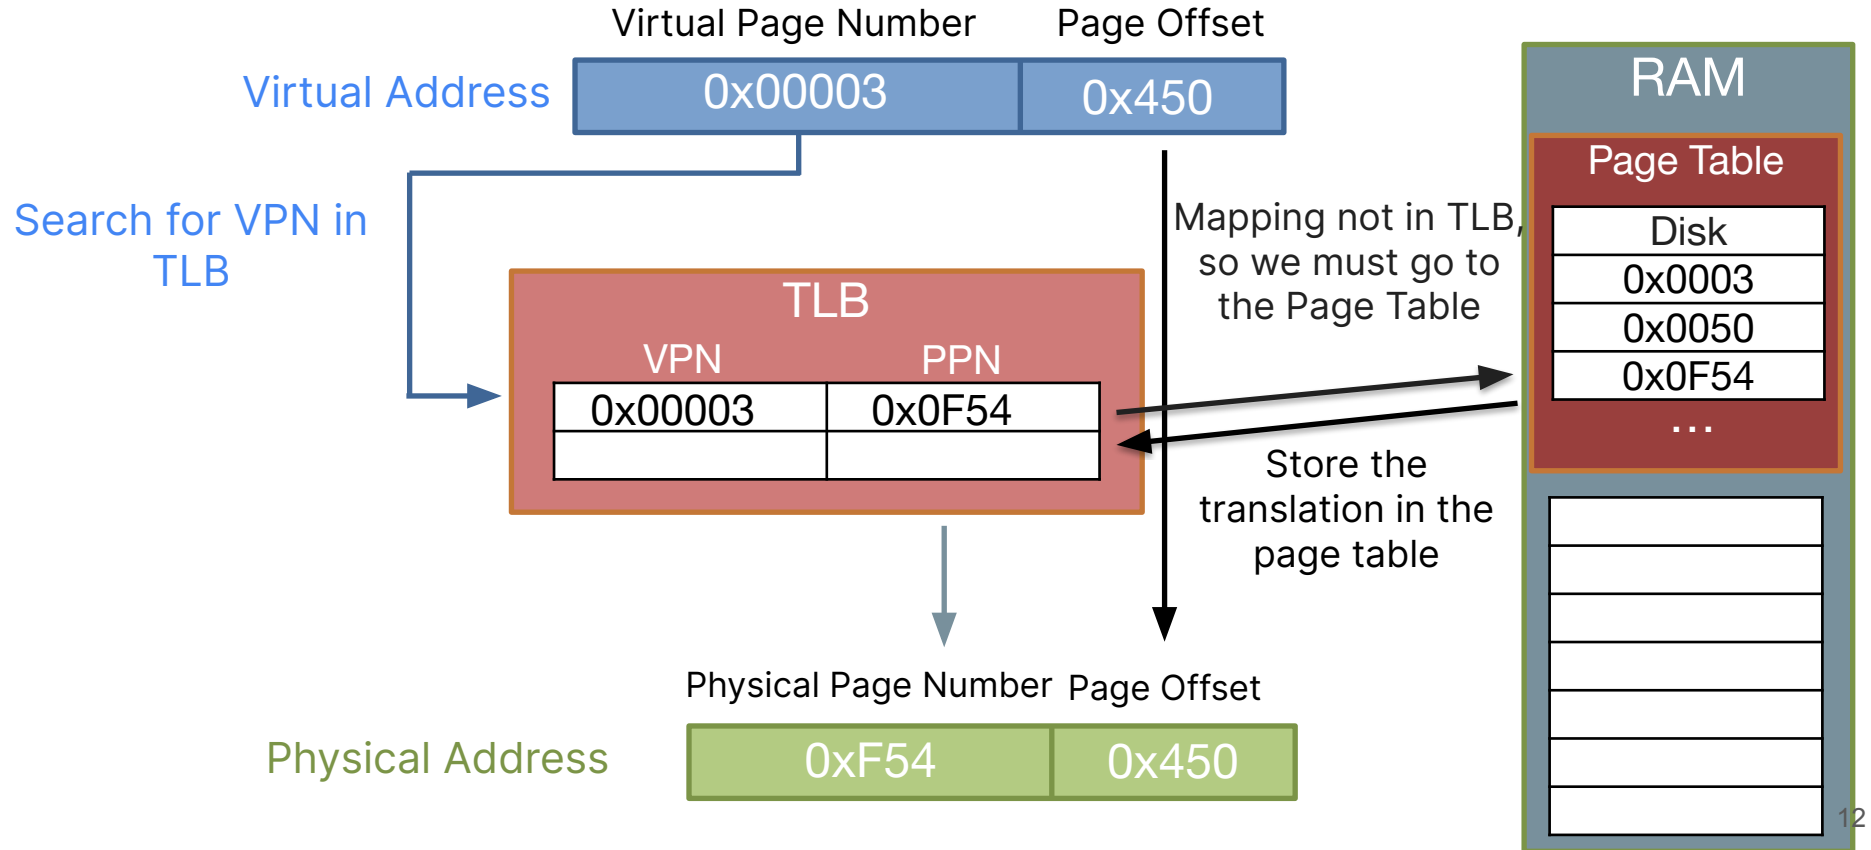 Virtual Page Number
Page Offset
Virtual Address
0x00003
0x450
RAM
Page Table
Disk
0x0003
0x0050
0x0F54
...
Search for VPN in
TLB
Mapping not in TLB,
so we must go to
the Page Table
TLB
VPN
PPN
0x00003
0x0F54
Store the
translation in the
page table
Physical Page Number
Page Offset
Physical Address
0xF54
0x450
12